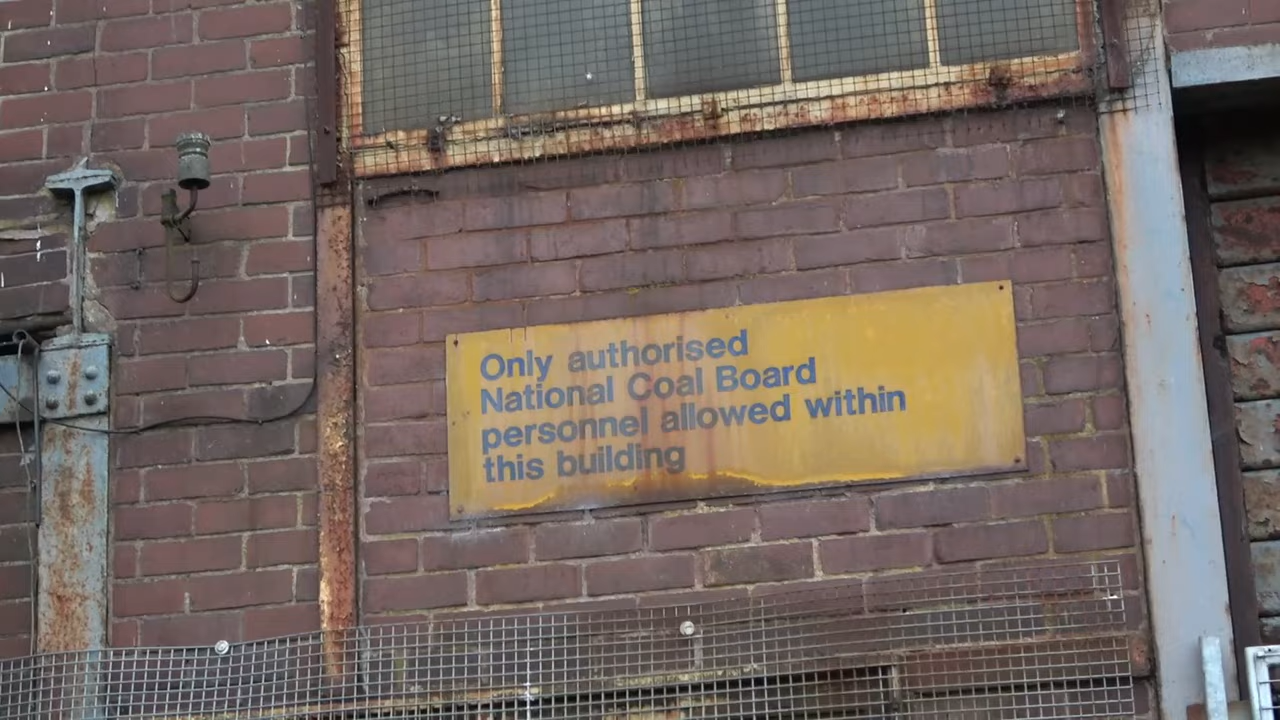 Only authorised
National Coal Board
personnel allowed within
this building